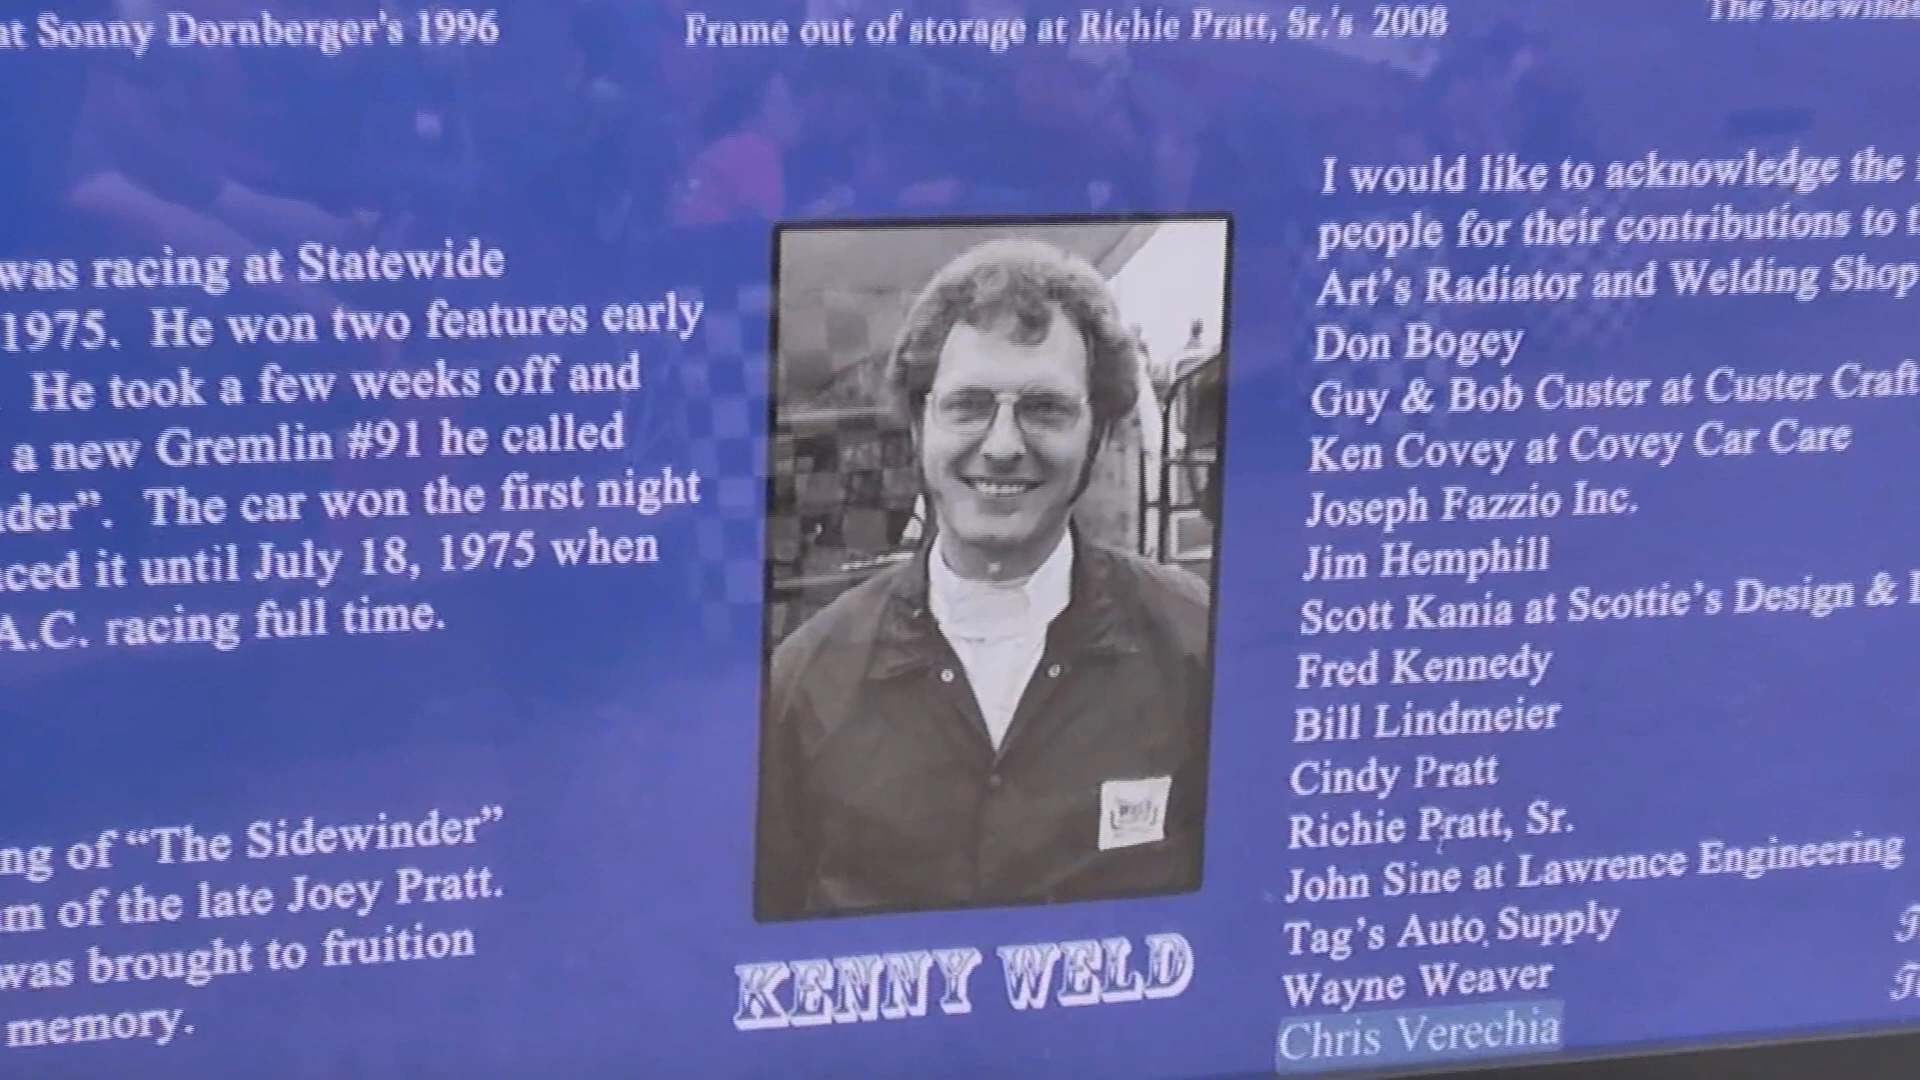 at Sonny Dornberger's 1996
Frame out of storage at Richie Pratt, Sr.'s 2008
The Sidewinder
was racing at Statewide
1975. He won two features early
He took a few weeks off and
a new Gremlin #91 he called
der". The car won the first night
ced it until July 18, 1975 when
A.C. racing full time.
ng of “The Sidewinder”
m of the late Joey Pratt.
was brought to fruition
memory.
KENNY WELD
I would like to acknowledge the
people for their contributions to
Art’s Radiator and Welding Shop
Don Bogey
Guy & Bob Custer at Custer Craft
Ken Covey at Covey Car Care
Joseph Fazzio Inc.
Jim Hemphill
Scott Kania at Scottie’s Design &
Fred Kennedy
Bill Lindmeier
Cindy Pratt
Richie Pratt, Sr.
John Sine at Lawrence Engineering
Tag’s Auto Supply
Wayne Weaver
Chris Verechia